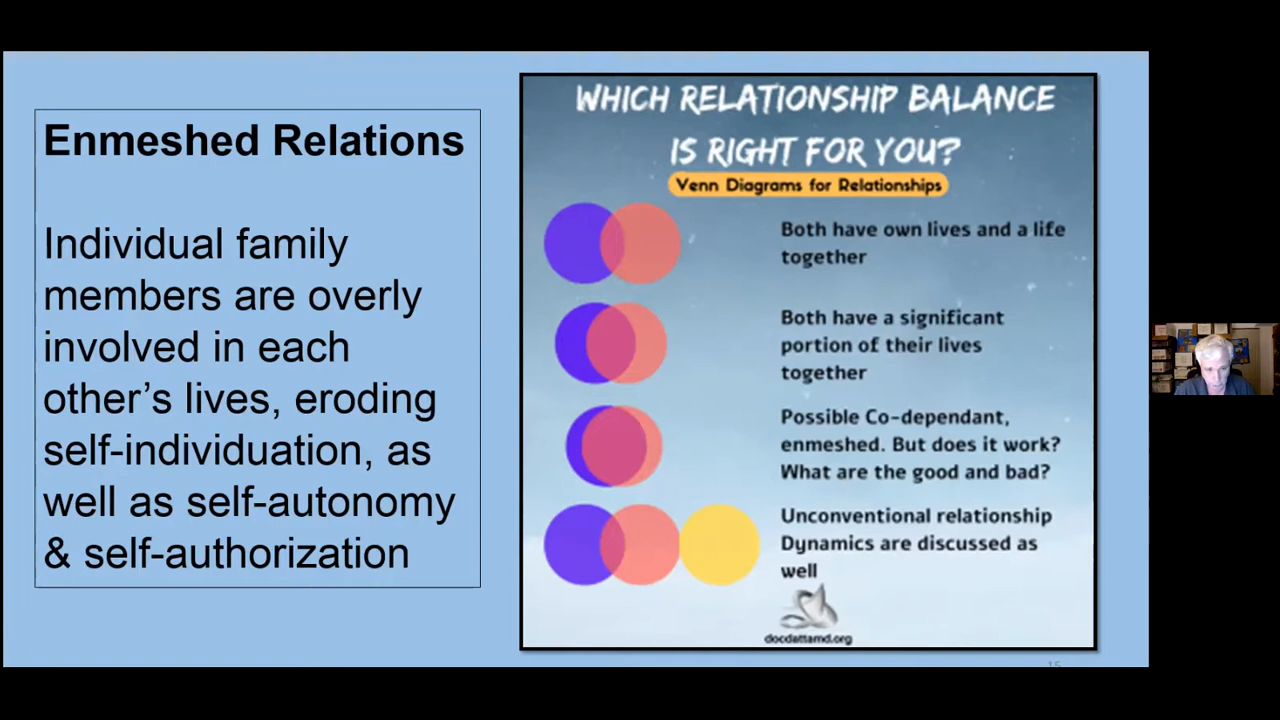 Enmeshed Relations
Individual family
members are overly
involved in each
other's lives, eroding
self-individuation, as
well as self-autonomy
& self-authorization
WHICH RELATIONSHIP BALANCE
IS RIGHT FOR YOU?
Venn Diagrams for Relationships
Both have own lives and a life
together
Both have a significant
portion of their lives
together
Possible Co-dependant,
enmeshed. But does it work?
What are the good and bad?
Unconventional relationship
Dynamics are discussed as
well
docdattamd.org